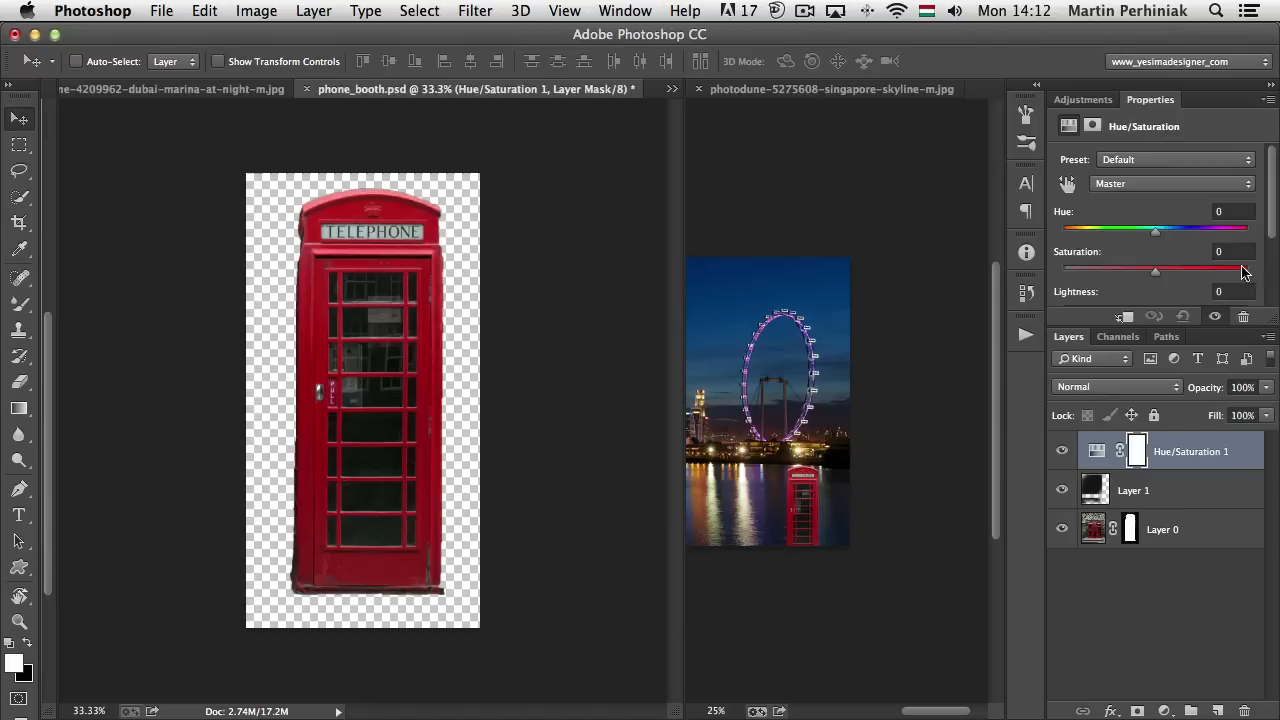 Photoshop File Edit Image Layer Type Select Filter 3D View Window Help 17 Mon 14:12 Martin Perhiniak
Adobe Photoshop CC
Auto-Select: Layer Show Transform Controls 3D Mode: www_yesimadesigner_com
ne-4209962-dubai-marina-at-night-m.jpg × phone_booth.psd @ 33.3% (Hue/Saturation 1, Layer Mask/8) * >> × photodune-5275608-singapore-skyline-m.jpg
Adjustments Properties
Hue/Saturation
Preset: Default
Master
Hue: 0
Saturation: 0
Lightness: 0
Layers Channels Paths
Kind
Normal Opacity: 100%
Lock: Fill: 100%
Hue/Saturation 1
Layer 1
Layer 0
TELEPHONE
PULL
33.33% Doc: 2.74M/17.2M 25%